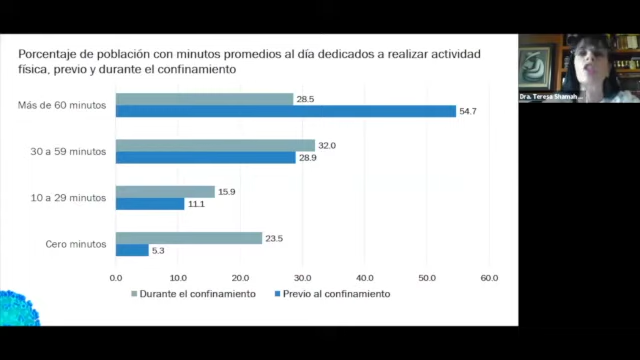 Porcentaje de población con minutos promedios al día dedicados a realizar actividad
física, previo y durante el confinamiento
Más de 60 minutos
28.5
54.7
30 a 59 minutos
32.0
28.9
10 a 29 minutos
15.9
11.1
Cero minutos
23.5
5.3
0.0 10.0 20.0 30.0 40.0 50.0 60.0
Durante el confinamiento Previo al confinamiento
Dra. Teresa Shamah